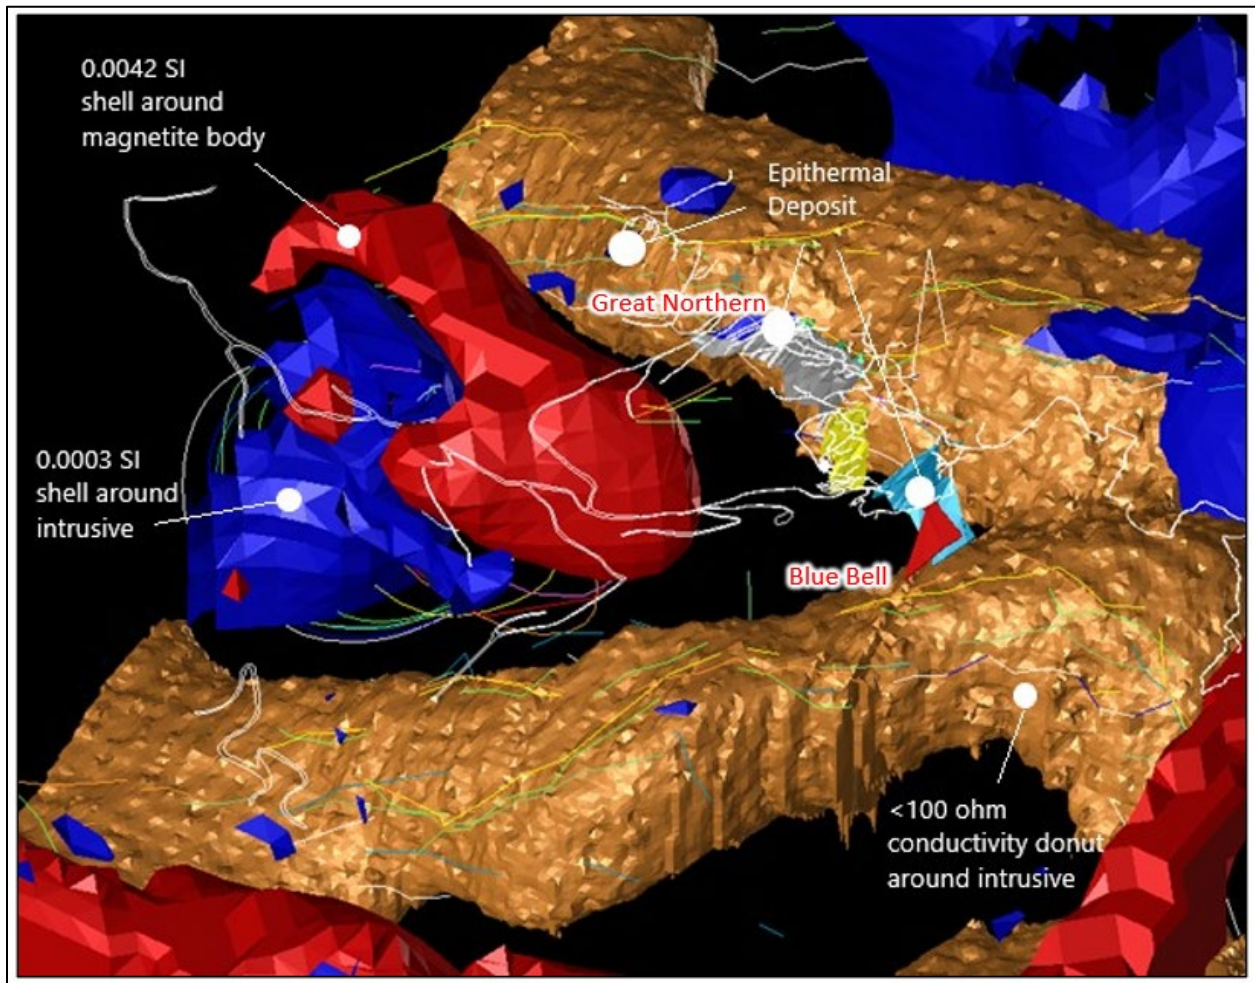 0.0042 SI
shell around
magnetite body
Epithermal
Deposit
Great Northern
0.0003 SI
shell around
intrusive
Blue Bell
<100 ohm
conductivity donut
around intrusive